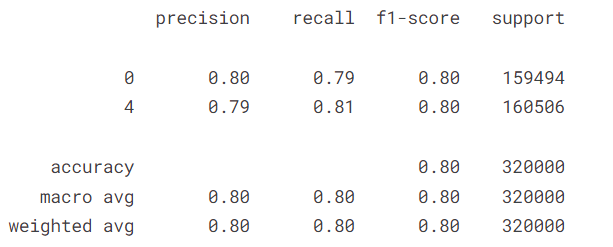 precision recall f1-score support
0 0.80 0.79 0.80 159494
4 0.79 0.81 0.80 160506
accuracy 0.80 320000
macro avg 0.80 0.80 0.80 320000
weighted avg 0.80 0.80 0.80 320000